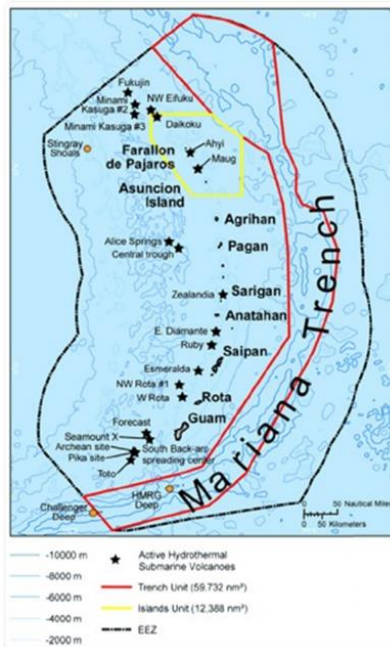 Fukujin
Minami
Kasuga #2
NW Eifuku
Minami Kasuga #3
Daikoku
Stingray
Shoals
Ahyi
Farallon
de Pajaros
Maug
Asuncion
Island
Agrihan
Alice Springs
Central trough
Pagan
Zealandia
Sarigan
Anatahan
E. Diamante
Ruby
Saipan
Esmeralda
NW Rota #1
W Rota
Rota
Forecast
Guam
Seamount X
Archean site
Pika site
South Back-arc
spreading center
Toto
HMRG
Deep
Challenger
Deep
Mariana Trench
0 50 Nautical Miles
0 50 Kilometers
-10000 m
-8000 m
-6000 m
-4000 m
-2000 m
Active Hydrothermal
Submarine Volcanoes
Trench Unit (59.732 nm²)
Islands Unit (12.388 nm²)
EEZ